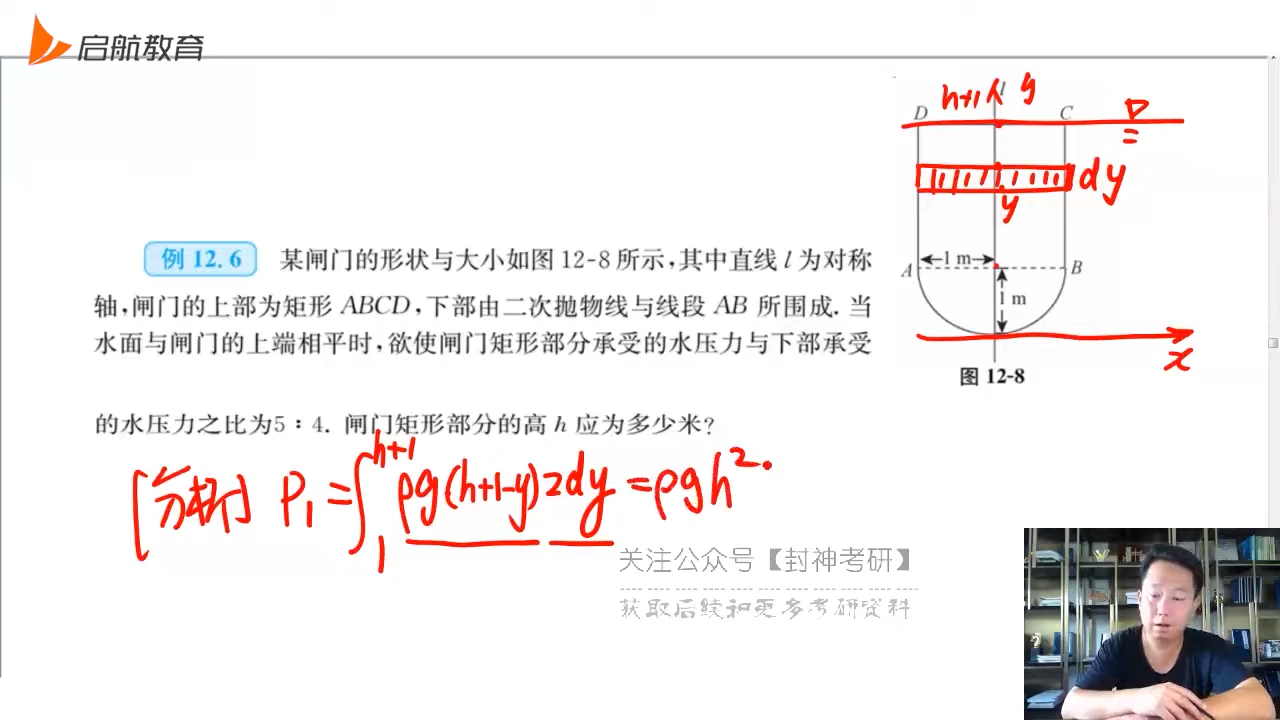 启航教育
h+1 y
D C
dy
y
例 12.6 某闸门的形状与大小如图 12-8 所示,其中直线 l 为对称
轴,闸门的上部为矩形 ABCD,下部由二次抛物线与线段 AB 所围成. 当
水面与闸门的上端相平时,欲使闸门矩形部分承受的水压力与下部承受
的水压力之比为5:4. 闸门矩形部分的高 h 应为多少米?
l
1 m
A B
1 m
x
图 12-8
[分析] P₁=∫₁ʰ⁺¹ ρg(h+1-y)2dy=ρgh².
关注公众号【封神考研】
获取后续和更多考研资料